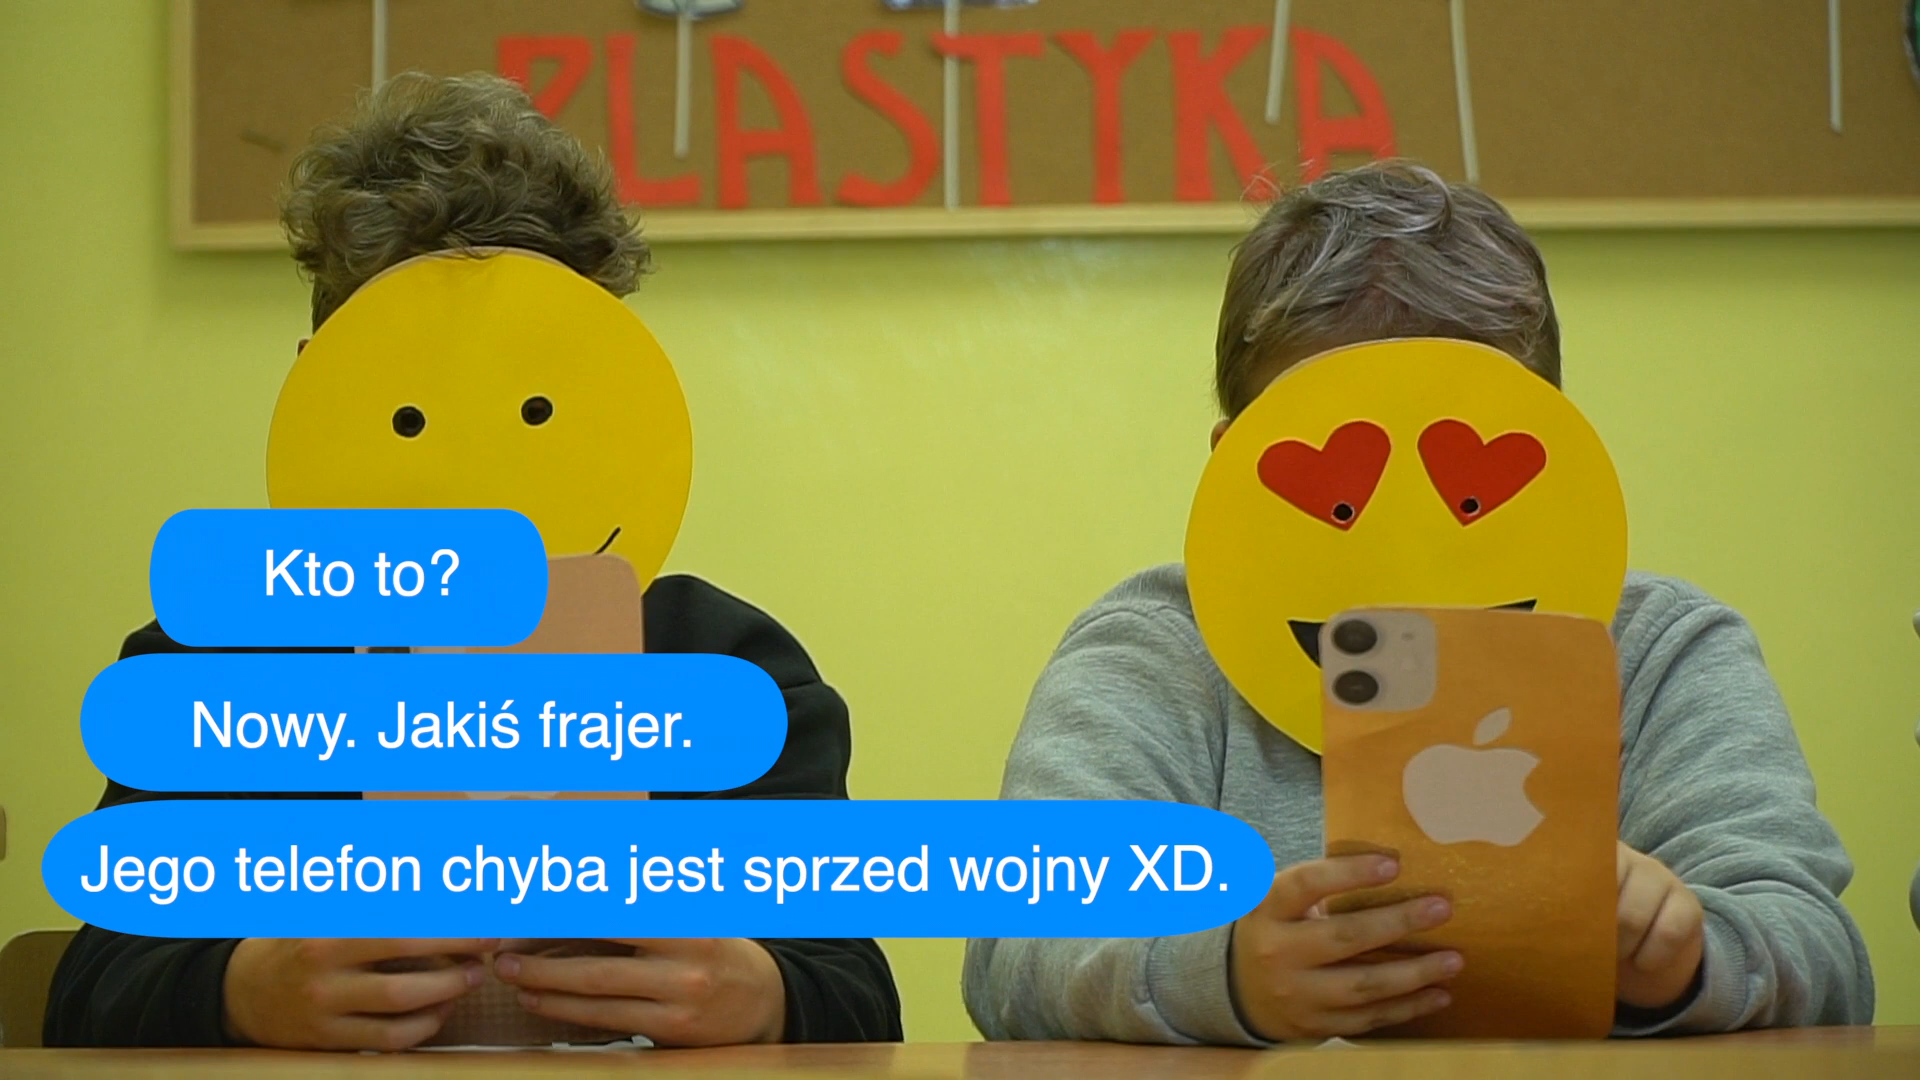 PLASTYKA
Kto to?
Nowy. Jakiś frajer.
Jego telefon chyba jest sprzed wojny XD.